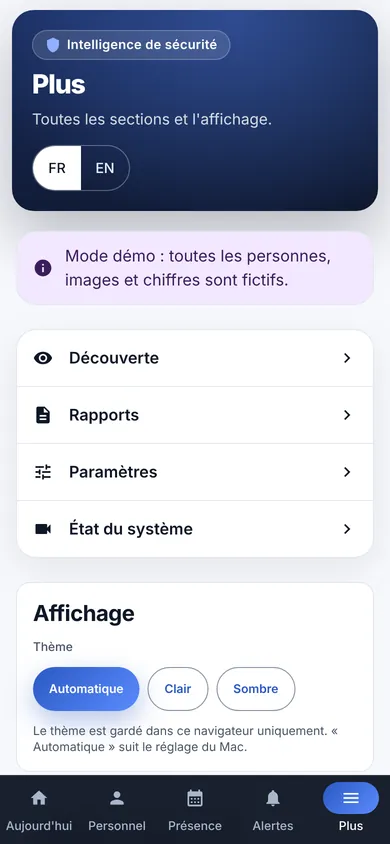 Intelligence de sécurité
Plus
Toutes les sections et l'affichage.
FR EN
Mode démo : toutes les personnes,
images et chiffres sont fictifs.
Découverte
Rapports
Paramètres
État du système
Affichage
Thème
Automatique Clair Sombre
Le thème est gardé dans ce navigateur uniquement. «
Automatique » suit le réglage du Mac.
Aujourd'hui Personnel Présence Alertes Plus